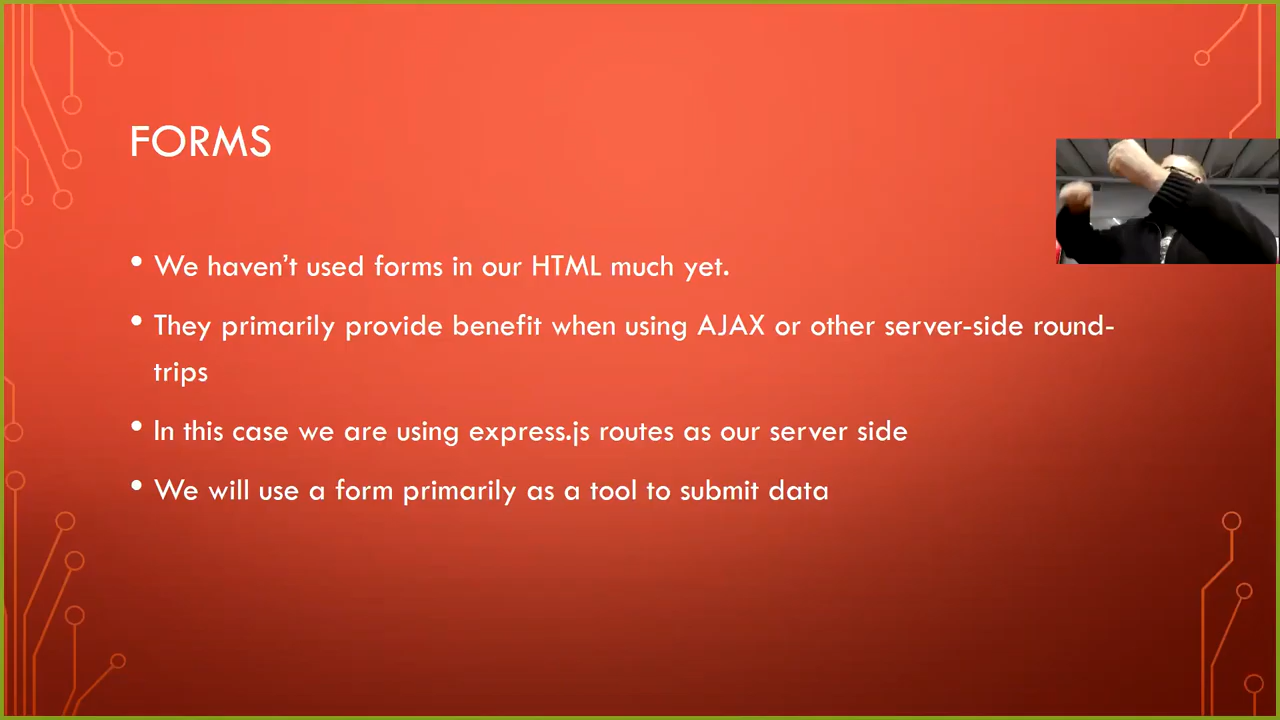 FORMS
• We haven't used forms in our HTML much yet.
• They primarily provide benefit when using AJAX or other server-side round-
trips
• In this case we are using express.js routes as our server side
• We will use a form primarily as a tool to submit data